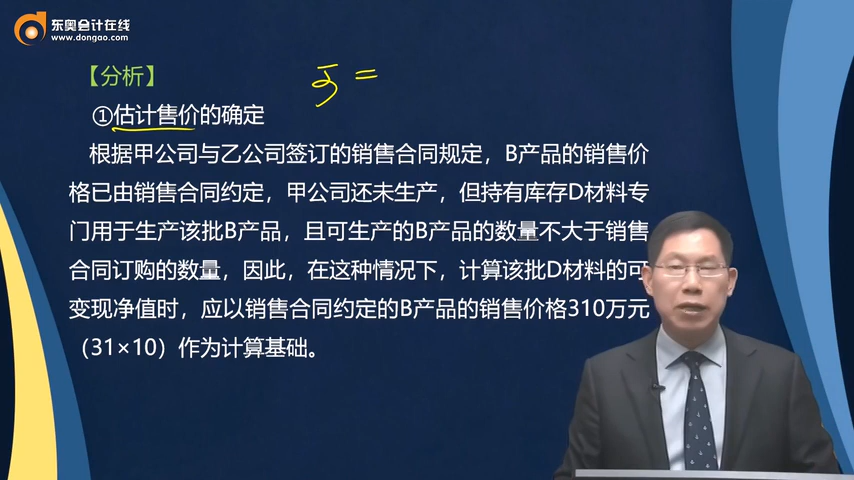 东奥会计在线
www.dongao.com
【分析】
可=
①估计售价的确定
根据甲公司与乙公司签订的销售合同规定，B产品的销售价
格已由销售合同约定，甲公司还未生产，但持有库存D材料专
门用于生产该批B产品，且可生产的B产品的数量不大于销售
合同订购的数量，因此，在这种情况下，计算该批D材料的可
变现净值时，应以销售合同约定的B产品的销售价格310万元
（31×10）作为计算基础。